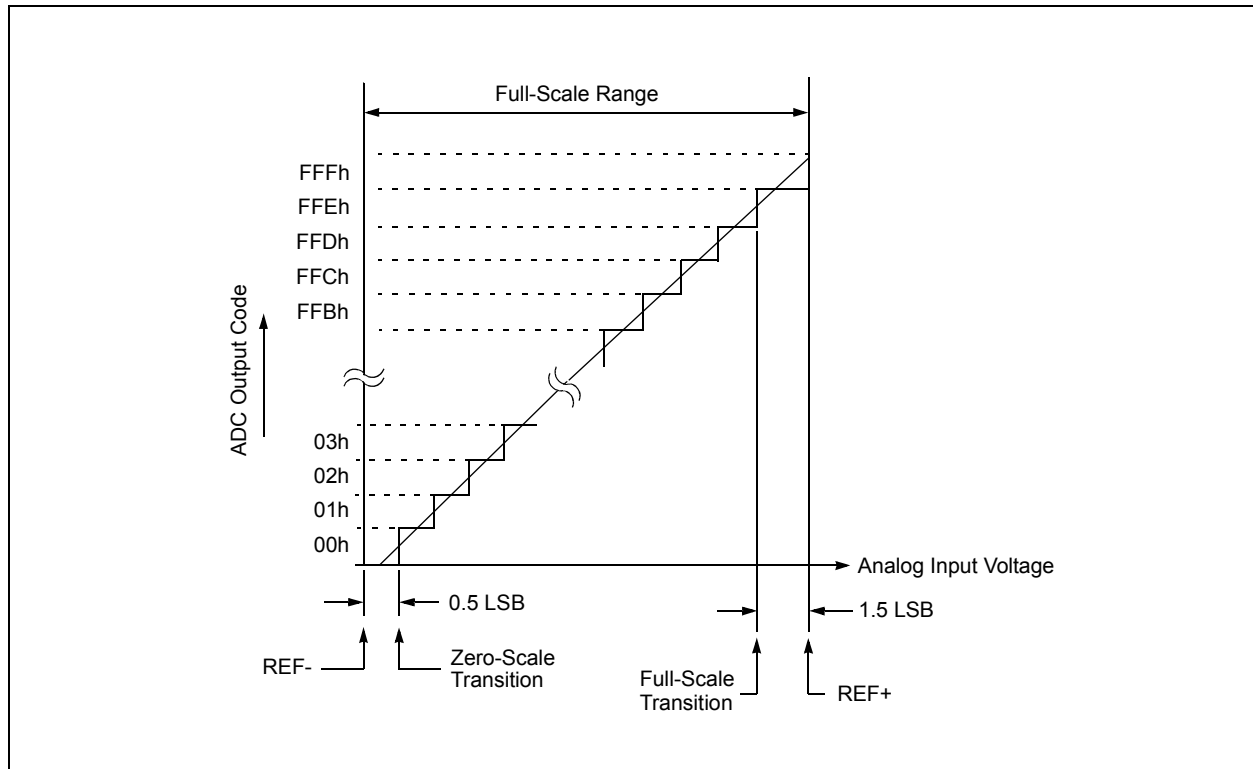 Full-Scale Range
FFFh
FFEh
FFDh
FFCh
FFBh
ADC Output Code
03h
02h
01h
00h
Analog Input Voltage
0.5 LSB
1.5 LSB
REF-
Zero-Scale
Transition
Full-Scale
Transition
REF+